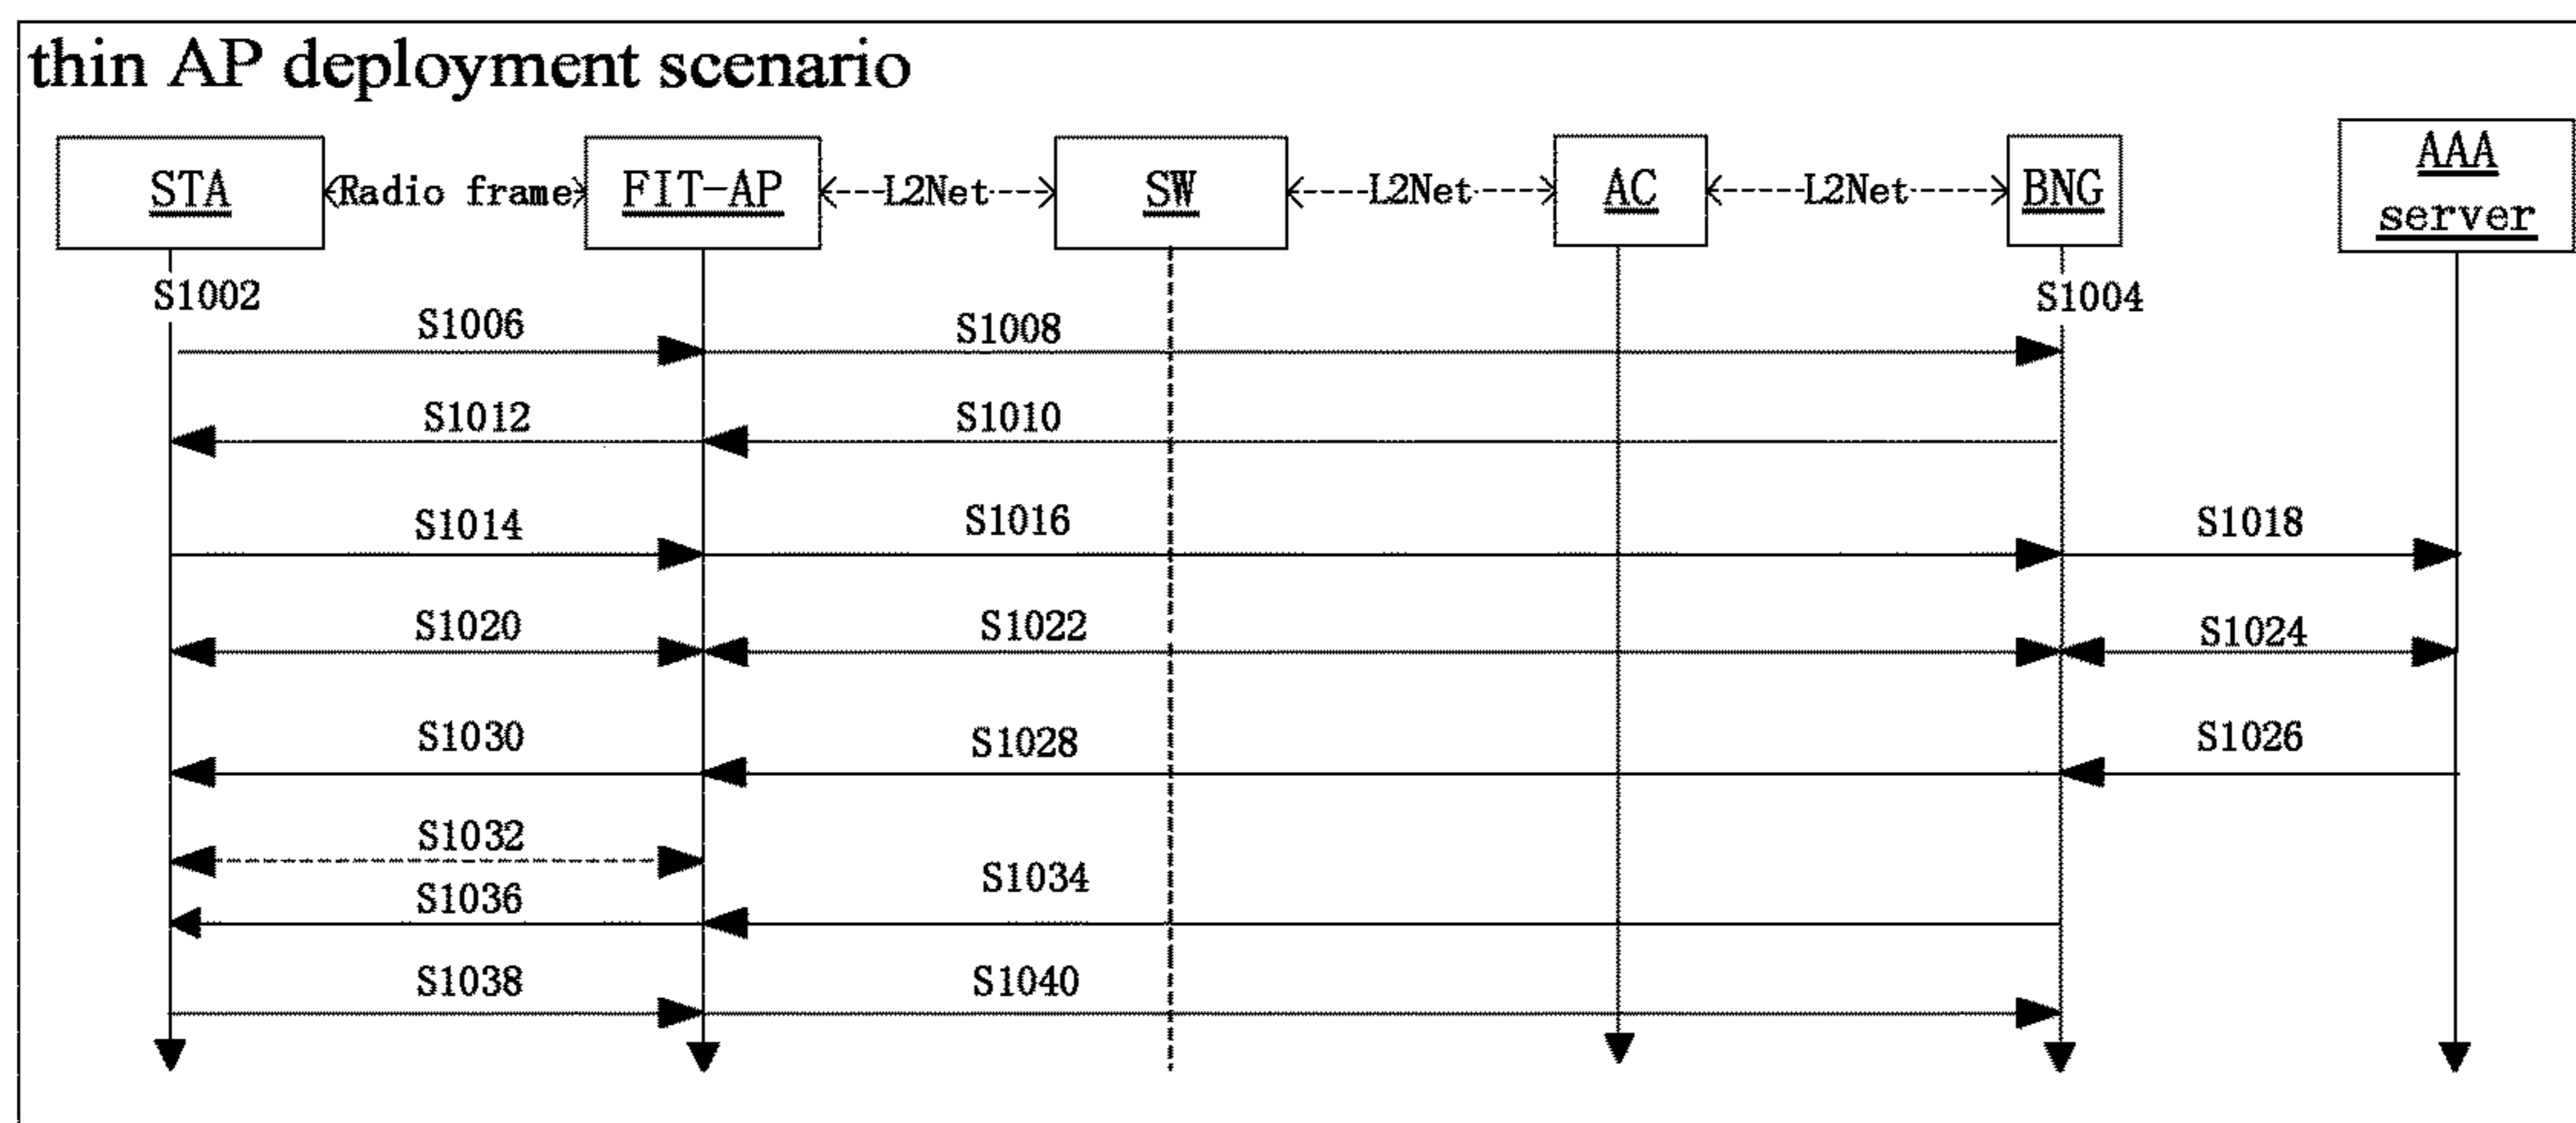 thin AP deployment scenario
STA
Radio frame
FIT-AP
L2Net
SW
L2Net
AC
L2Net
BNG
AAA
server
S1002
S1004
S1006
S1008
S1012
S1010
S1014
S1016
S1018
S1020
S1022
S1024
S1030
S1028
S1026
S1032
S1034
S1036
S1038
S1040